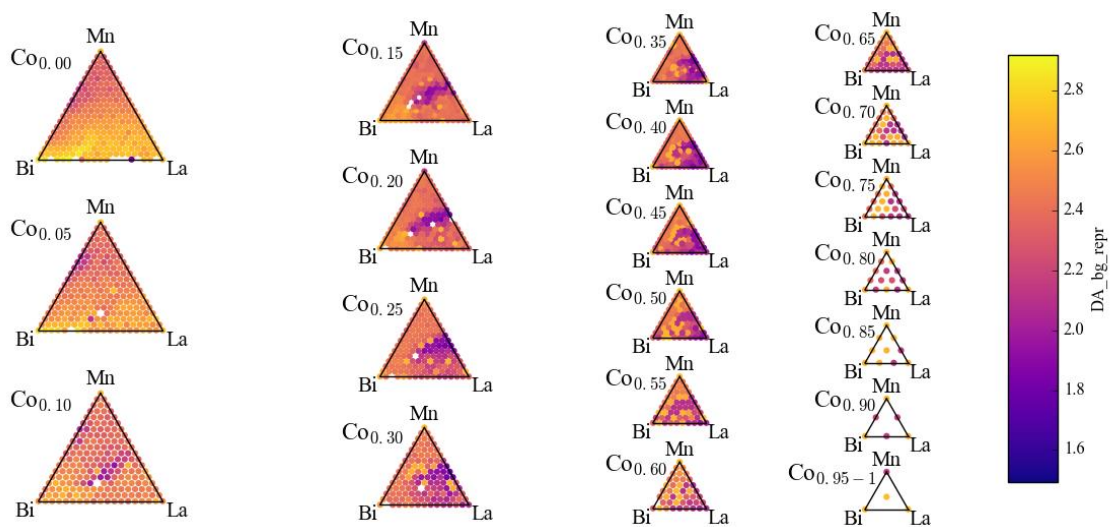 Mn
Co0.00
Bi
La
Mn
Co0.05
Bi
La
Mn
Co0.10
Bi
La
Mn
Co0.15
Bi
La
Mn
Co0.20
Bi
La
Mn
Co0.25
Bi
La
Mn
Co0.30
Bi
La
Mn
Co0.35
Bi
La
Mn
Co0.40
Bi
La
Mn
Co0.45
Bi
La
Mn
Co0.50
Bi
La
Mn
Co0.55
Bi
La
Mn
Co0.60
Bi
La
Mn
Co0.65
Bi
La
Mn
Co0.70
Bi
La
Mn
Co0.75
Bi
La
Mn
Co0.80
Bi
La
Mn
Co0.85
Bi
La
Mn
Co0.90
Bi
La
Mn
Co0.95−1
Bi
La
2.8
2.6
2.4
2.2
2.0
1.8
1.6
DA_bg_repr